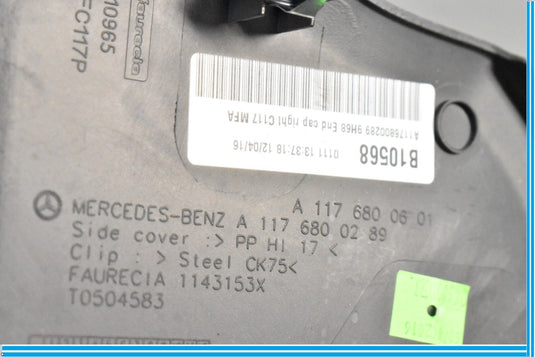 10965
faurecia
FC117P
B10568
0111 13:37:18 12/04/16
A1176800289 9H68 End cap right C117 MFA
A 117 680 06 01
MERCEDES-BENZ A 117 680 02 89
Side cover :> PP HI 17 <
Clip : > Steel CK75<
FAURECIA 1143153X
T0504583